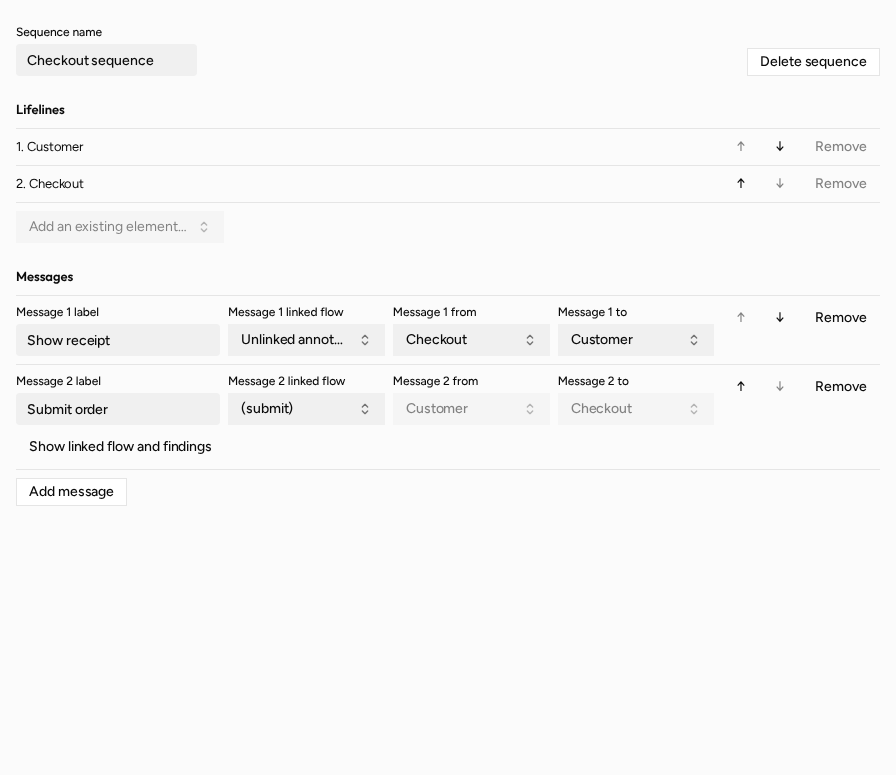 Sequence name
Checkout sequence
Delete sequence
Lifelines
1. Customer ↑ ↓ Remove
2. Checkout ↑ ↓ Remove
Add an existing element...
Messages
Message 1 label Message 1 linked flow Message 1 from Message 1 to
Show receipt Unlinked annot... Checkout Customer ↑ ↓ Remove
Message 2 label Message 2 linked flow Message 2 from Message 2 to
Submit order (submit) Customer Checkout ↑ ↓ Remove
Show linked flow and findings
Add message